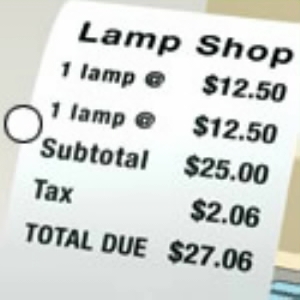 Lamp Shop
1 lamp @ $12.50
1 lamp @ $12.50
Subtotal $25.00
Tax $2.06
TOTAL DUE $27.06